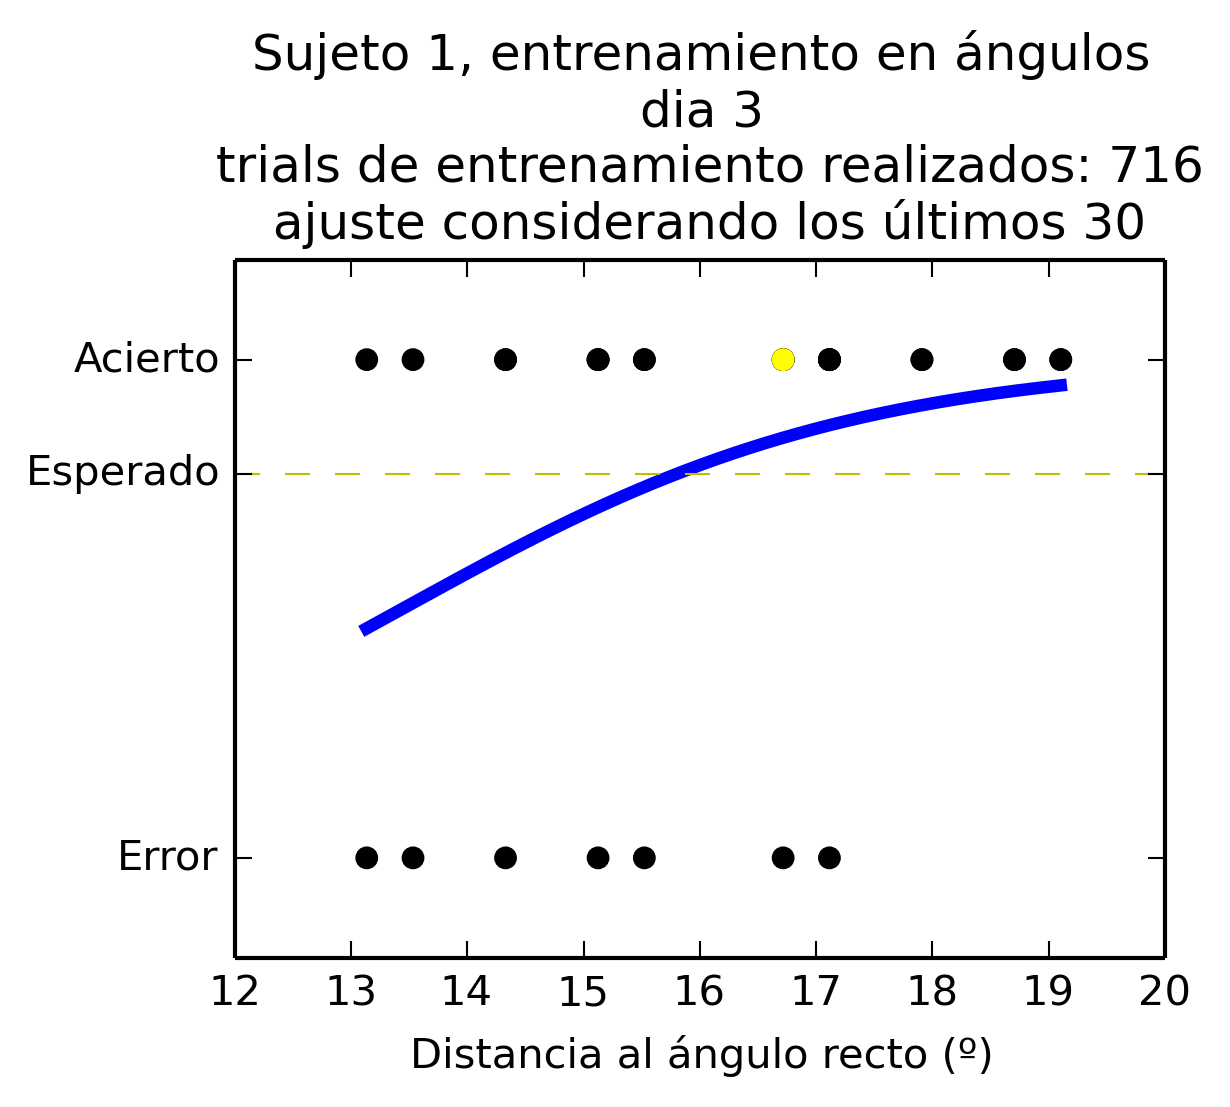 Sujeto 1, entrenamiento en ángulos
dia 3
trials de entrenamiento realizados: 716
ajuste considerando los últimos 30
Acierto
Esperado
Error
12 13 14 15 16 17 18 19 20
Distancia al ángulo recto (º)